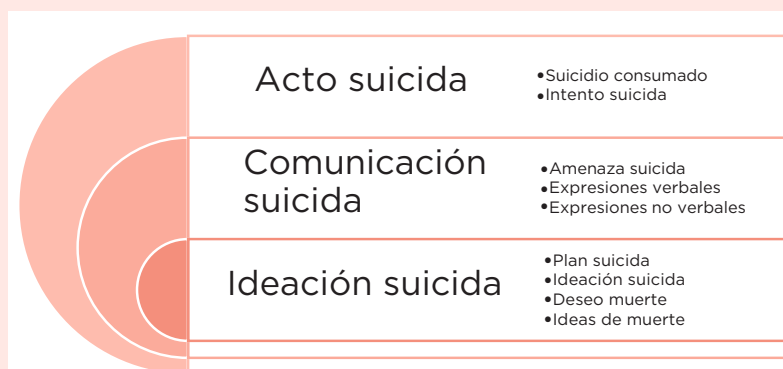 Acto suicida
•Suicidio consumado
•Intento suicida
Comunicación
suicida
•Amenaza suicida
•Expresiones verbales
•Expresiones no verbales
Ideación suicida
•Plan suicida
•Ideación suicida
•Deseo muerte
•Ideas de muerte